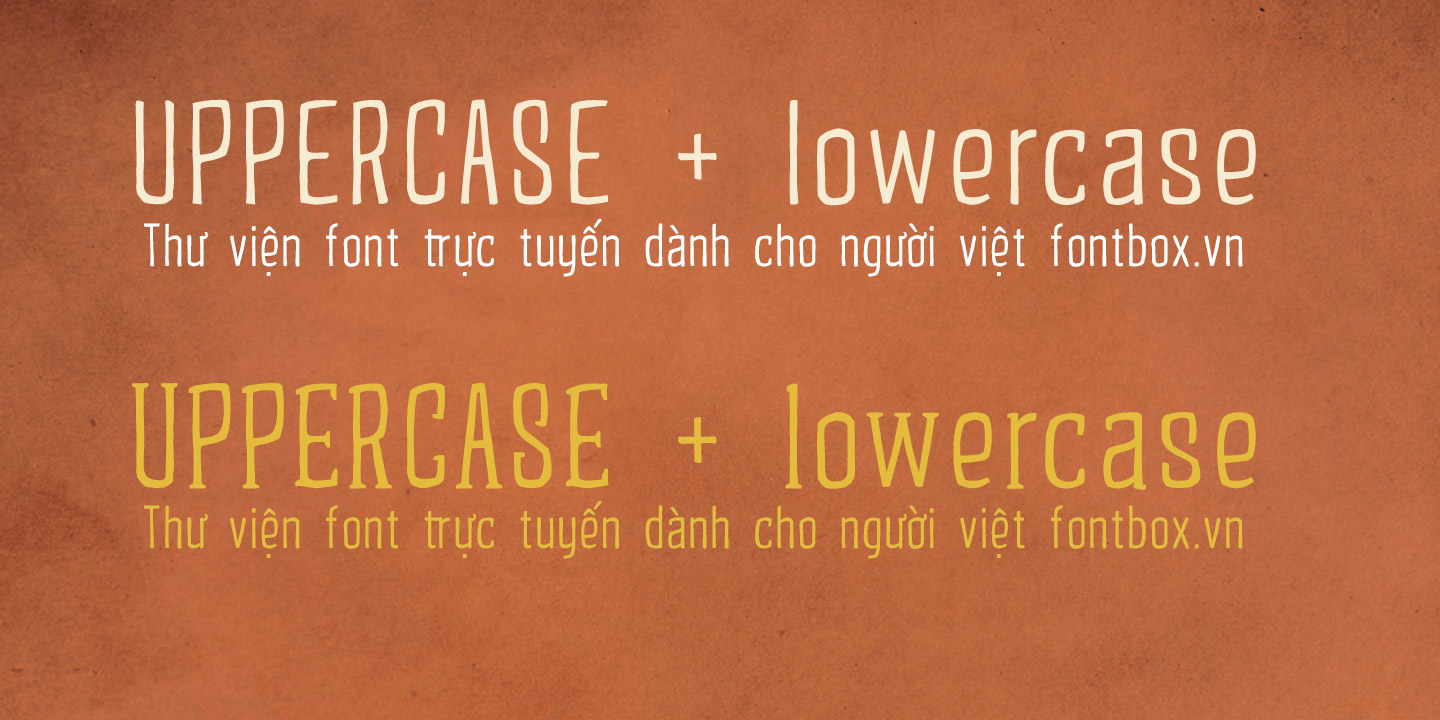 UPPERCASE + lowercase
Thư viện font trực tuyến dành cho người việt fontbox.vn
UPPERCASE + lowercase
Thư viện font trực tuyến dành cho người việt fontbox.vn